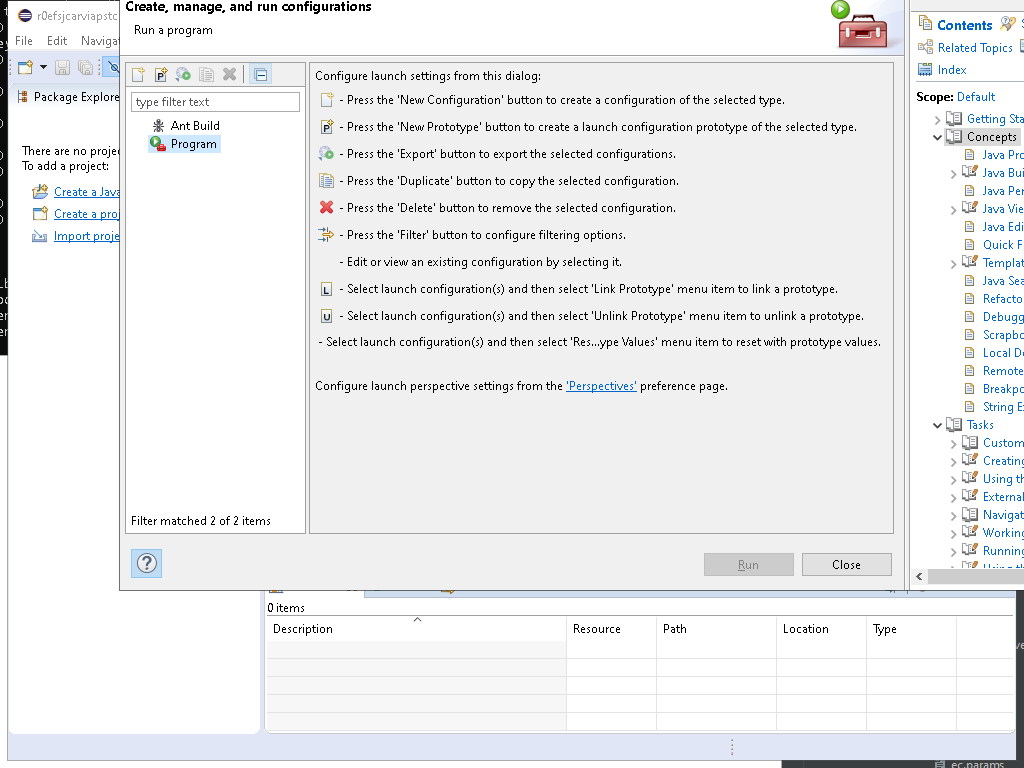 Create, manage, and run configurations
Run a program
r0efsjcarviapstc
File Edit Navigat
Package Explore
There are no proje
To add a project:
Create a Java
Create a proj
Import proje
type filter text
Ant Build
Program
Filter matched 2 of 2 items
Configure launch settings from this dialog:
- Press the 'New Configuration' button to create a configuration of the selected type.
- Press the 'New Prototype' button to create a launch configuration prototype of the selected type.
- Press the 'Export' button to export the selected configurations.
- Press the 'Duplicate' button to copy the selected configuration.
- Press the 'Delete' button to remove the selected configuration.
- Press the 'Filter' button to configure filtering options.
- Edit or view an existing configuration by selecting it.
L - Select launch configuration(s) and then select 'Link Prototype' menu item to link a prototype.
U - Select launch configuration(s) and then select 'Unlink Prototype' menu item to unlink a prototype.
- Select launch configuration(s) and then select 'Res...ype Values' menu item to reset with prototype values.
Configure launch perspective settings from the 'Perspectives' preference page.
Run Close
Contents
Related Topics
Index
Scope: Default
Getting Sta
Concepts
Java Pro
Java Bui
Java Per
Java Vie
Java Edi
Quick F
Templat
Java Sea
Refacto
Debugg
Scrapbo
Local De
Remote
Breakpo
String E
Tasks
Custom
Creating
Using th
External
Navigat
Working
Running
0 items
Description Resource Path Location Type
ec.params